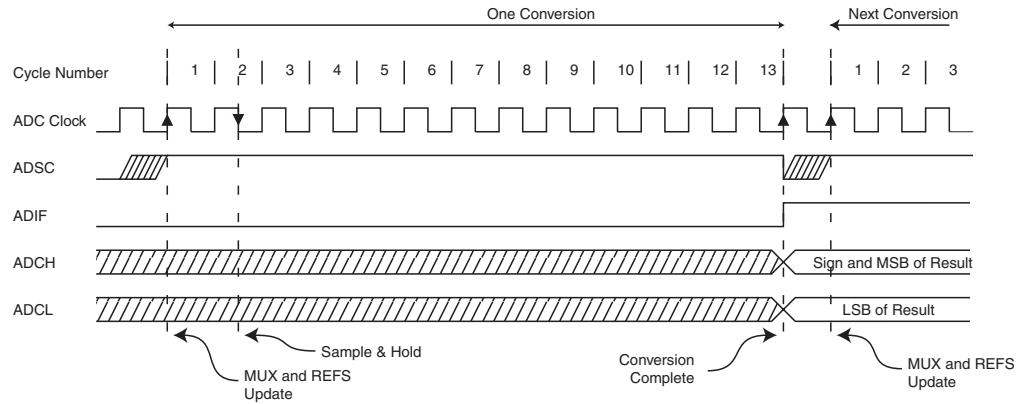 One Conversion Next Conversion
Cycle Number 1 2 3 4 5 6 7 8 9 10 11 12 13 1 2 3
ADC Clock
ADSC
ADIF
ADCH Sign and MSB of Result
ADCL LSB of Result
Sample & Hold
MUX and REFS
Update
Conversion
Complete
MUX and REFS
Update